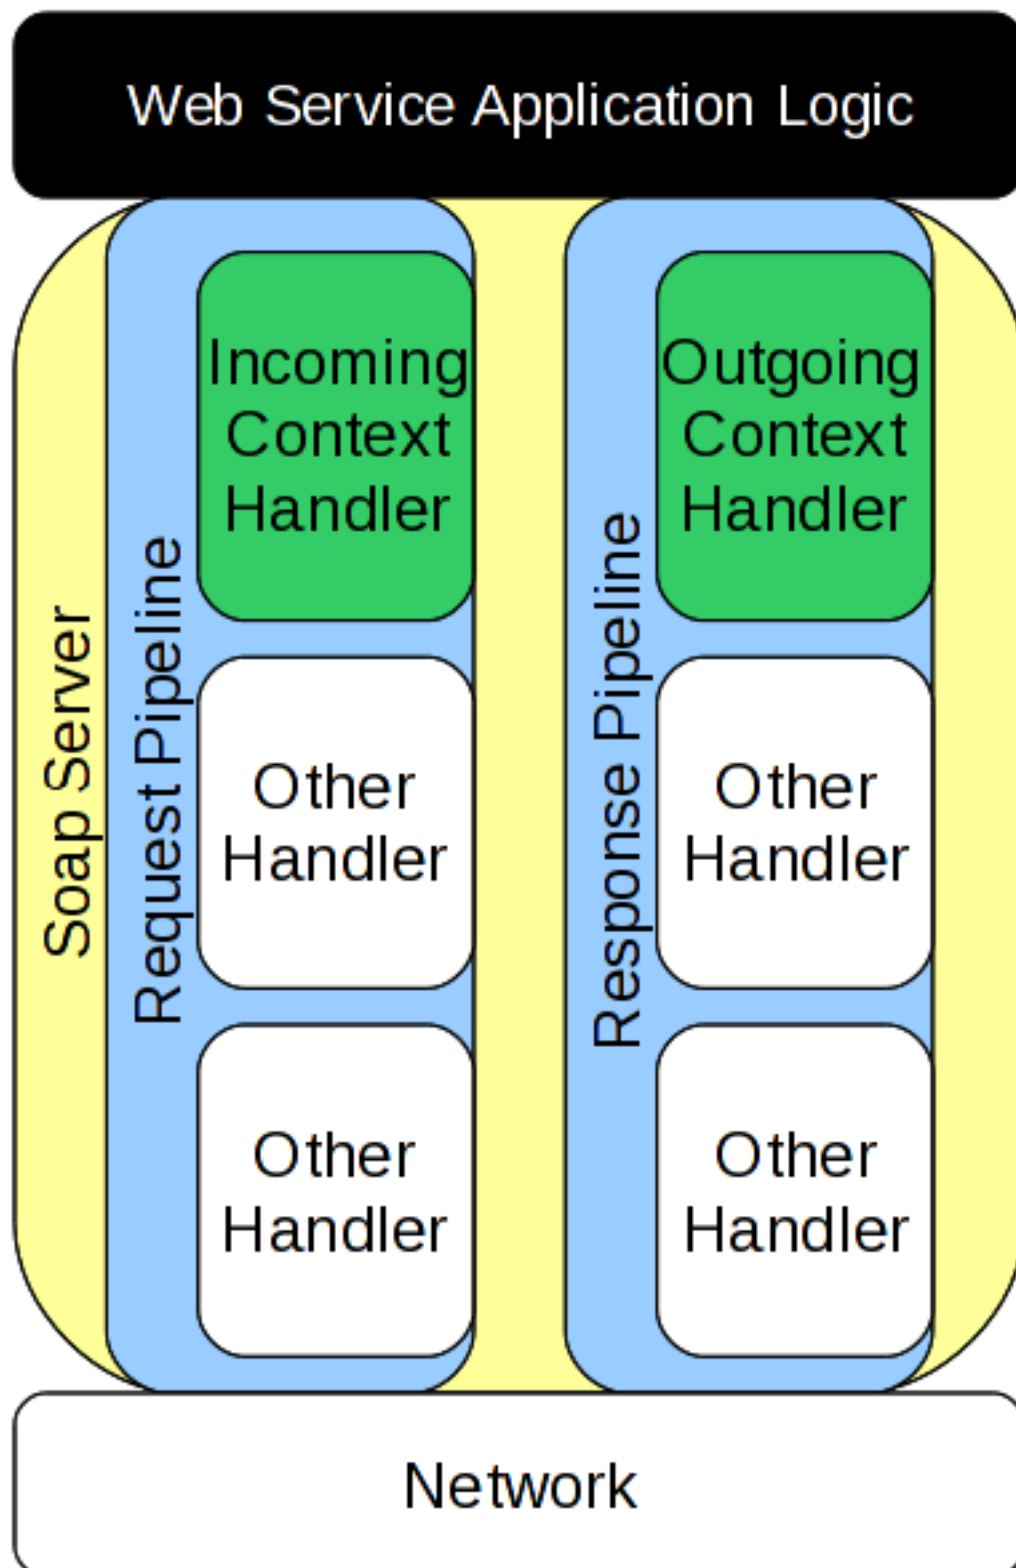 Web Service Application Logic
Soap Server
Request Pipeline
Incoming
Context
Handler
Other
Handler
Other
Handler
Response Pipeline
Outgoing
Context
Handler
Other
Handler
Other
Handler
Network